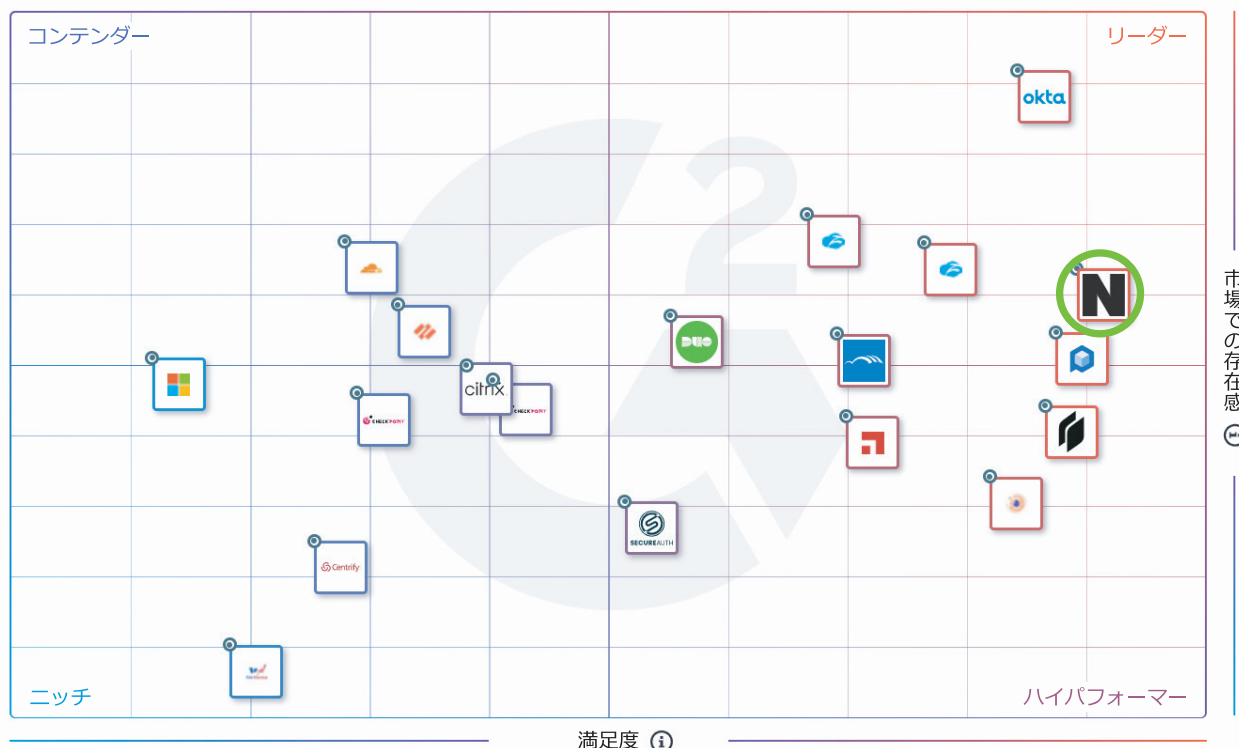 コンテンダー
リーダー
okta
N
DUO
citrix
CHECK POINT
CHECK POINT
SECUREAUTH
Centrify
市場での存在感
ニッチ
ハイパフォーマー
満足度